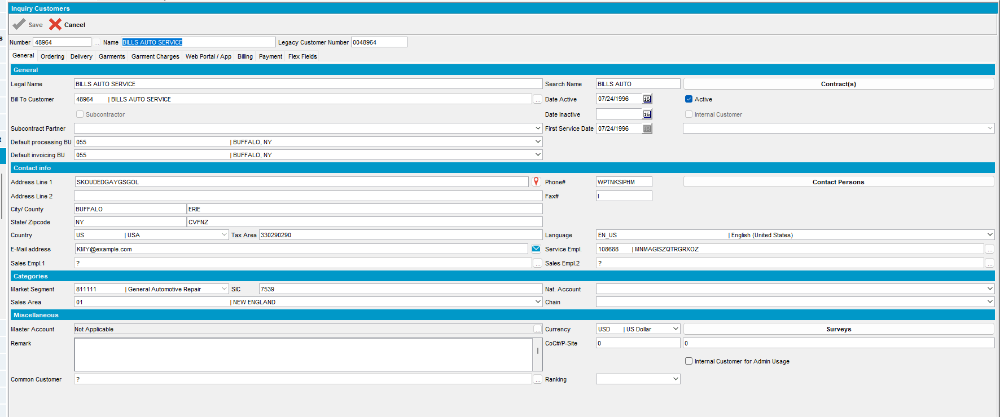 Inquiry Customers
Save Cancel
Number 48964 ... Name BILLS AUTO SERVICE Legacy Customer Number 0048964
General Ordering Delivery Garments Garment Charges Web Portal / App Billing Payment Flex Fields
General
Legal Name BILLS AUTO SERVICE Search Name BILLS AUTO Contract(s)
Bill To Customer 48964 | BILLS AUTO SERVICE ... Date Active 07/24/1996 16 Active
Subcontractor Date Inactive 16 Internal Customer
Subcontract Partner First Service Date 07/24/1996 16
Default processing BU 055 | BUFFALO, NY
Default invoicing BU 055 | BUFFALO, NY
Contact info
Address Line 1 SKOUDEDGAYGSGOL Phone# WPTNKSIPHM Contact Persons
Address Line 2 Fax# I
City/ County BUFFALO ERIE
State/ Zipcode NY CVFNZ
Country US | USA Tax Area 330290290 Language EN_US | English (United States)
E-Mail address KMY@example.com Service Empl. 108688 | MNMAGISZQTRGRXOZ ...
Sales Empl.1 ? ... Sales Empl.2 ? ...
Categories
Market Segment 811111 | General Automotive Repair SIC 7539 Nat. Account
Sales Area 01 | NEW ENGLAND Chain
Miscellaneous
Master Account Not Applicable ... Currency USD | US Dollar Surveys
Remark CoC#/P-Site 0 0
Internal Customer for Admin Usage
Common Customer ? ... Ranking